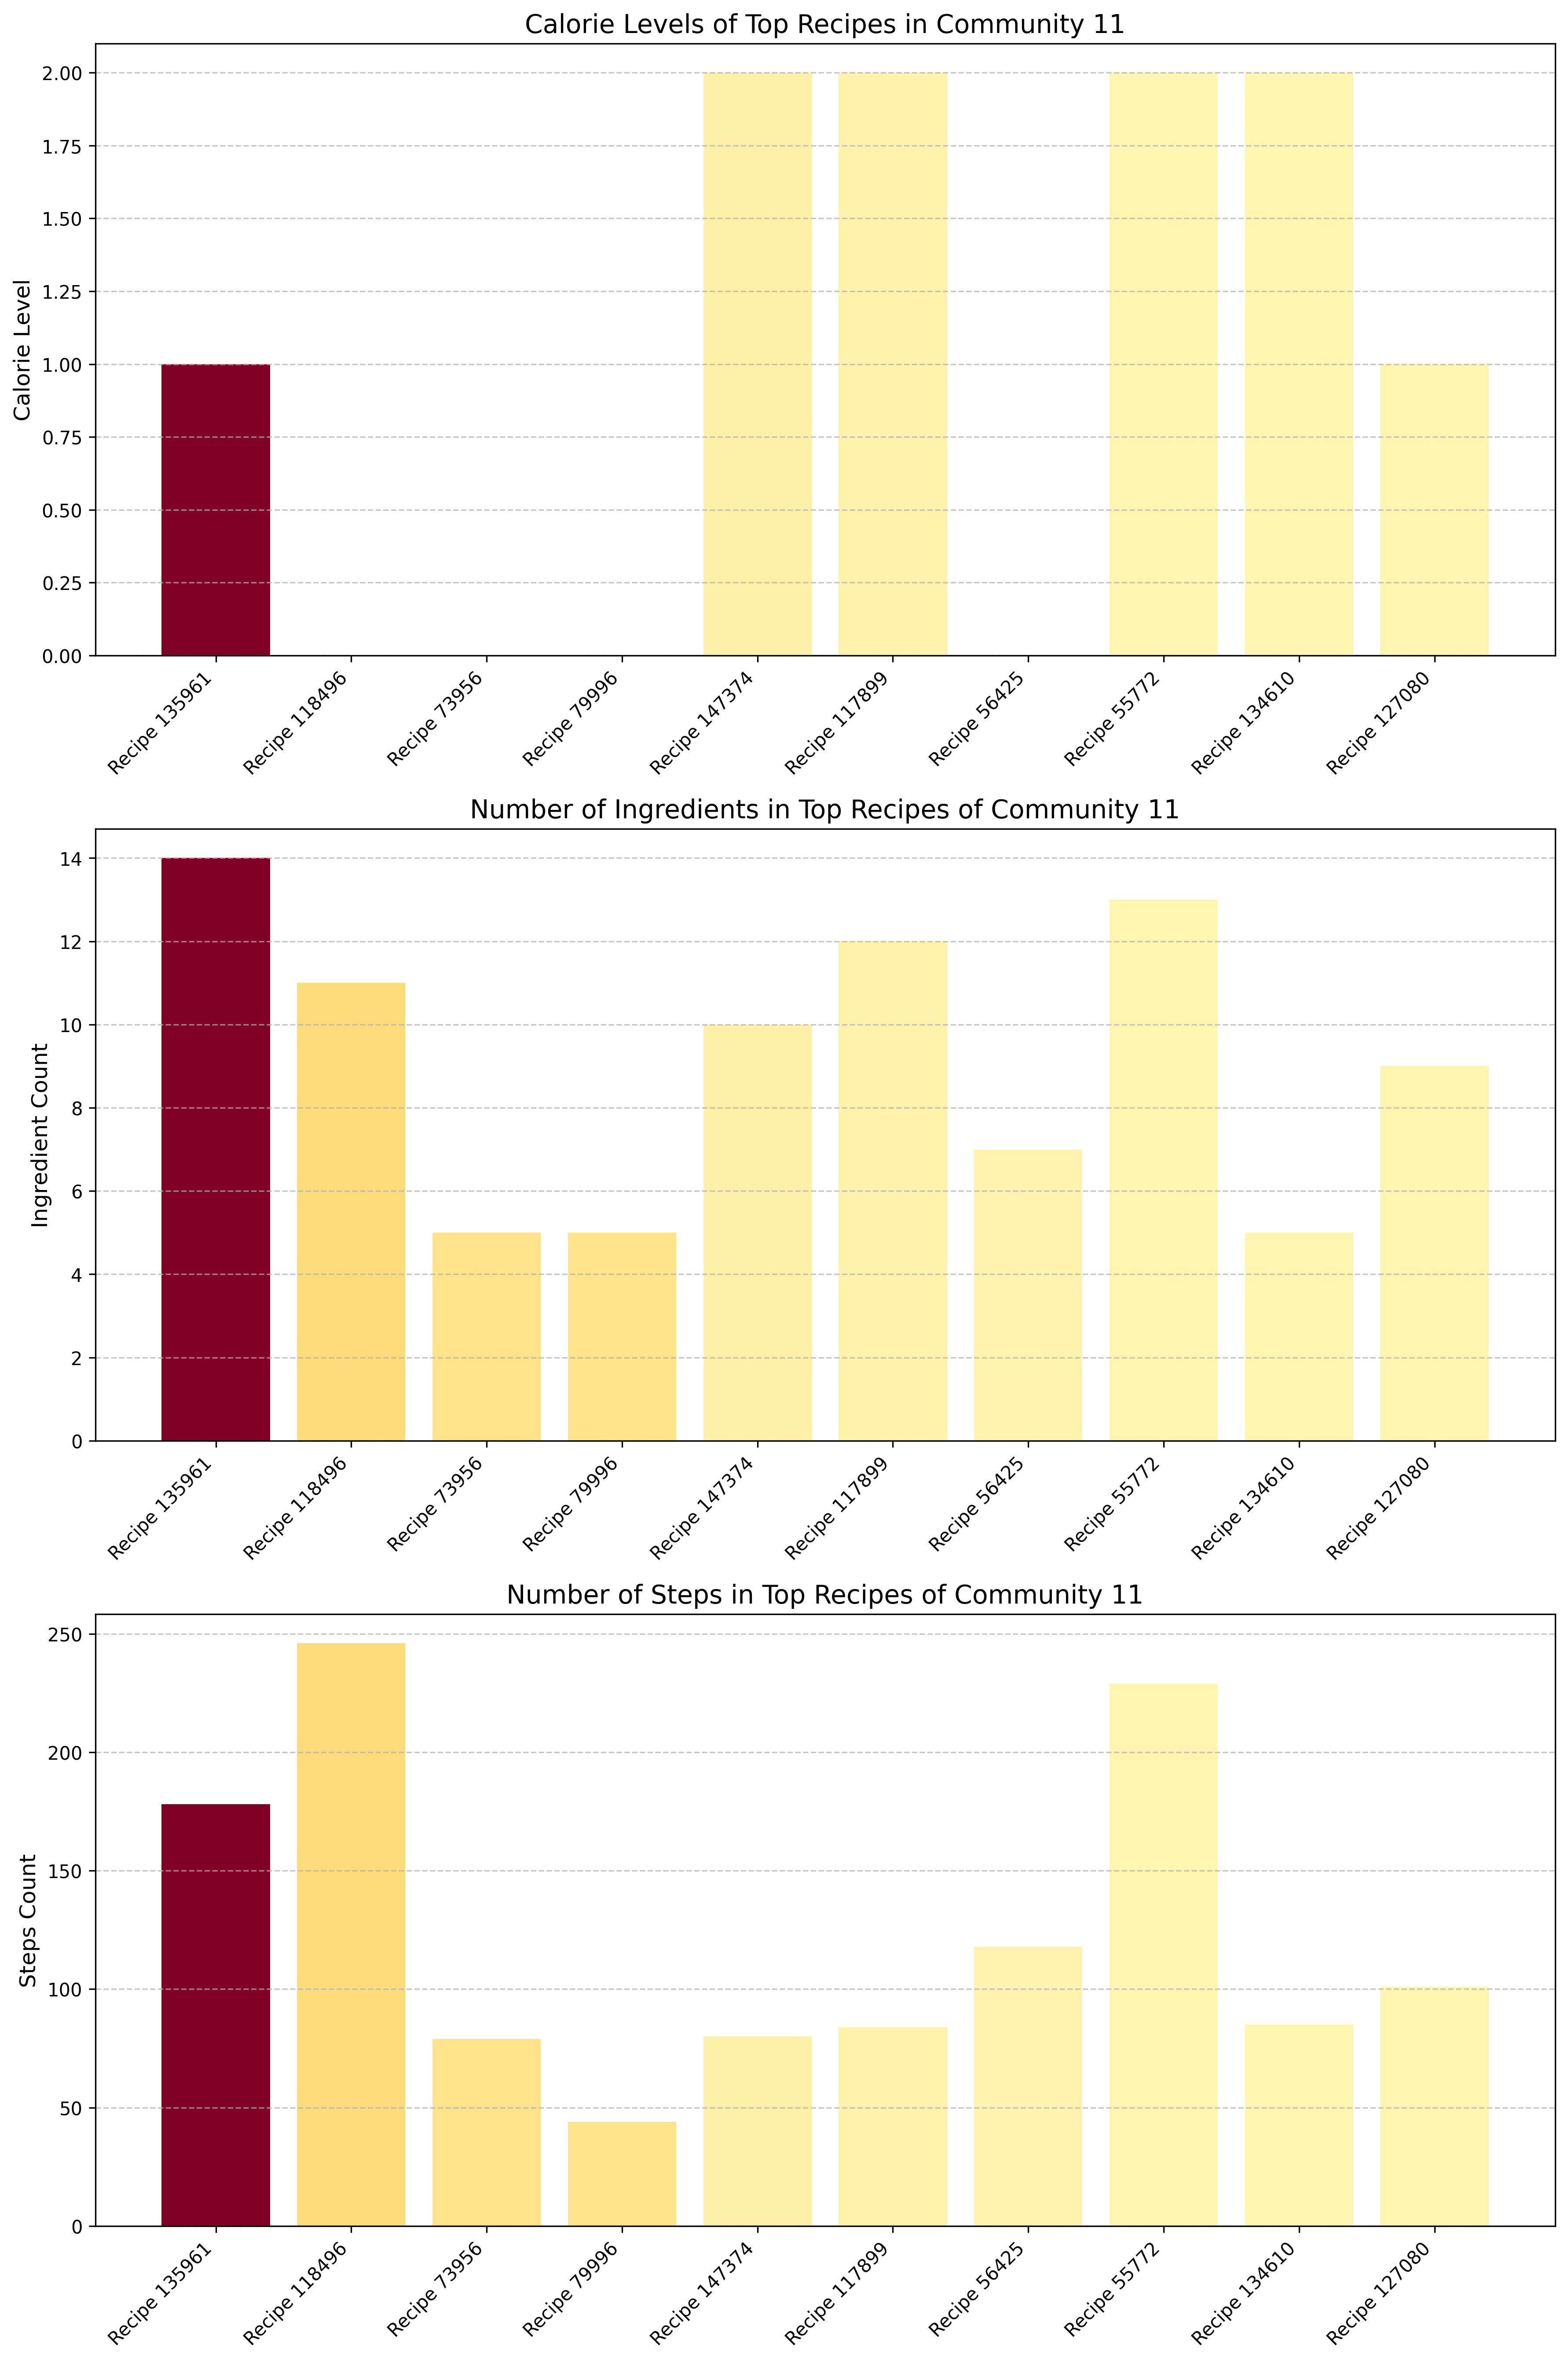 Calorie Levels of Top Recipes in Community 11
Calorie Level
2.00
1.75
1.50
1.25
1.00
0.75
0.50
0.25
0.00
Recipe 135961
Recipe 118496
Recipe 73956
Recipe 79996
Recipe 147374
Recipe 117899
Recipe 56425
Recipe 55772
Recipe 134610
Recipe 127080
Number of Ingredients in Top Recipes of Community 11
Ingredient Count
14
12
10
8
6
4
2
0
Recipe 135961
Recipe 118496
Recipe 73956
Recipe 79996
Recipe 147374
Recipe 117899
Recipe 56425
Recipe 55772
Recipe 134610
Recipe 127080
Number of Steps in Top Recipes of Community 11
Steps Count
250
200
150
100
50
0
Recipe 135961
Recipe 118496
Recipe 73956
Recipe 79996
Recipe 147374
Recipe 117899
Recipe 56425
Recipe 55772
Recipe 134610
Recipe 127080